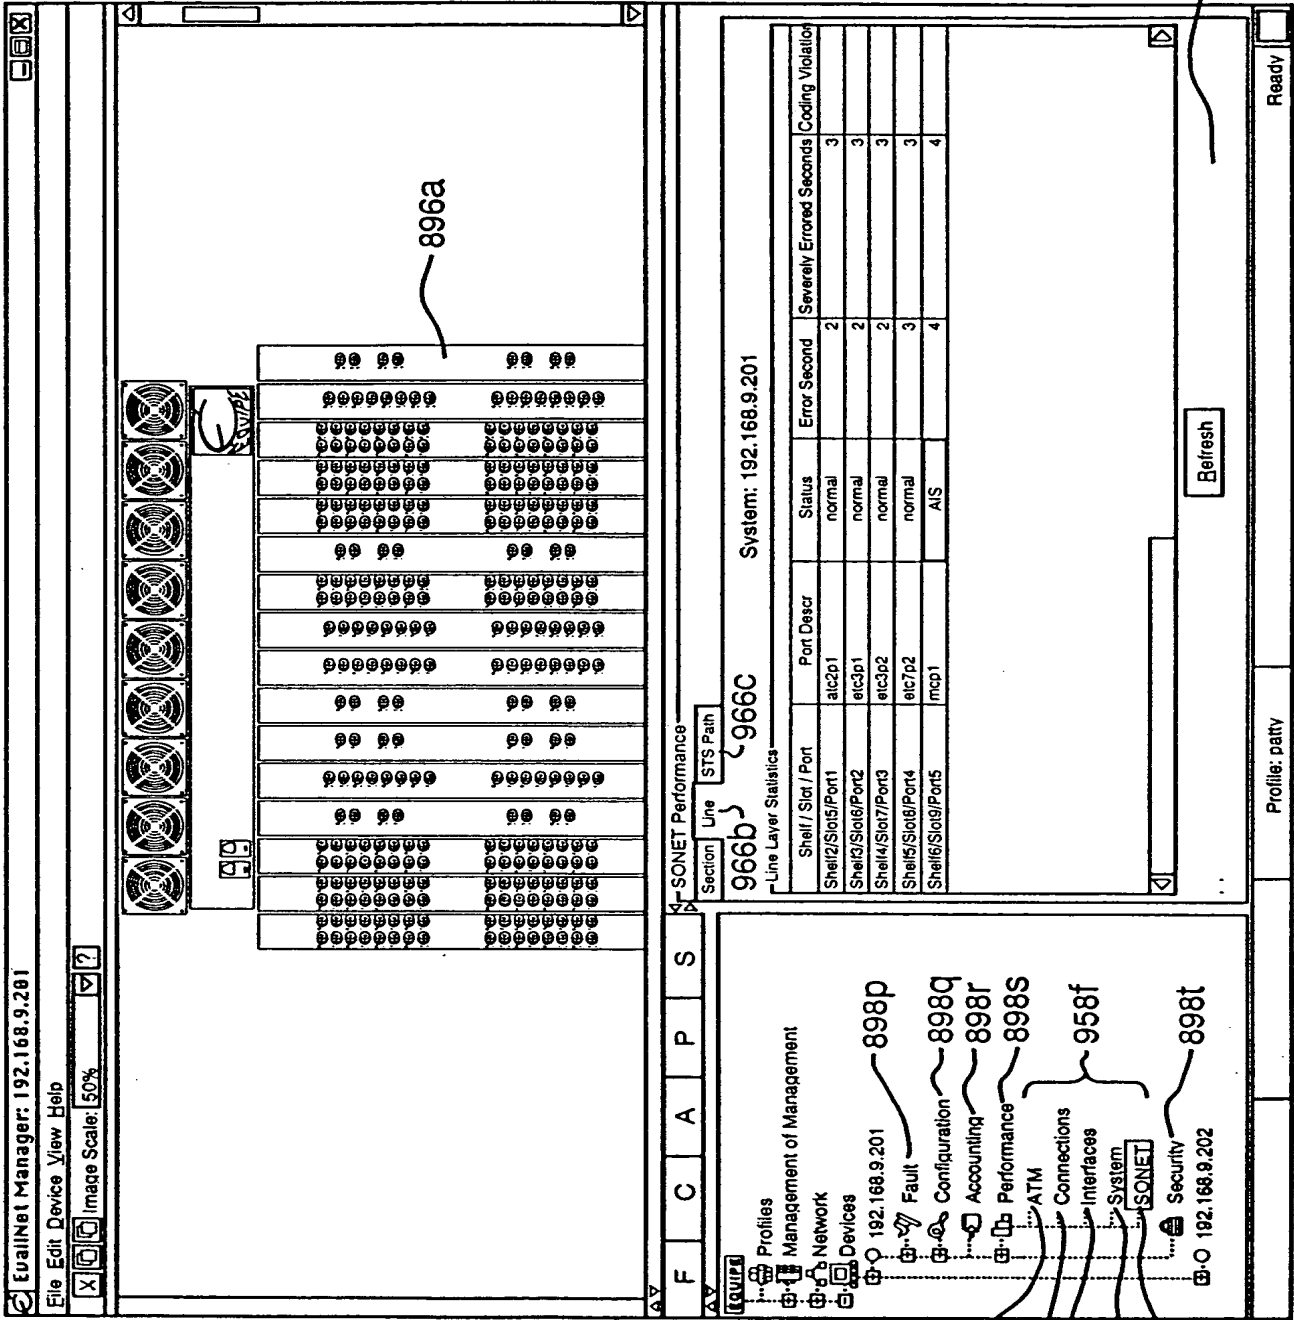 EuallNet Manager: 192.168.9.201
File Edit Device View Help
X Image Scale: 50% ?
EQUIPE
896a
F C A P S
EQUIPE
Profiles
Management of Management
Network
Devices
192.168.9.201
Fault
898p
Configuration
898q
Accounting
898r
Performance
898s
ATM
Connections
Interfaces
System
SONET
958f
Security
898t
192.168.9.202
SONET Performance
Section Line STS Path
966b 966c System: 192.168.9.201
Line Layer Statistics
Shelf / Slot / Port Port Descr Status Error Second Severely Errored Seconds Coding Violation
Shelf2/Slot5/Port1 atc2p1 normal 2 3
Shelf3/Slot6/Port2 etc3p1 normal 2 3
Shelf4/Slot7/Port3 etc3p2 normal 2 3
Shelf5/Slot8/Port4 etc7p2 normal 3 3
Shelf6/Slot9/Port5 mcp1 AIS 4 4
Refresh
Profile: patty
Ready